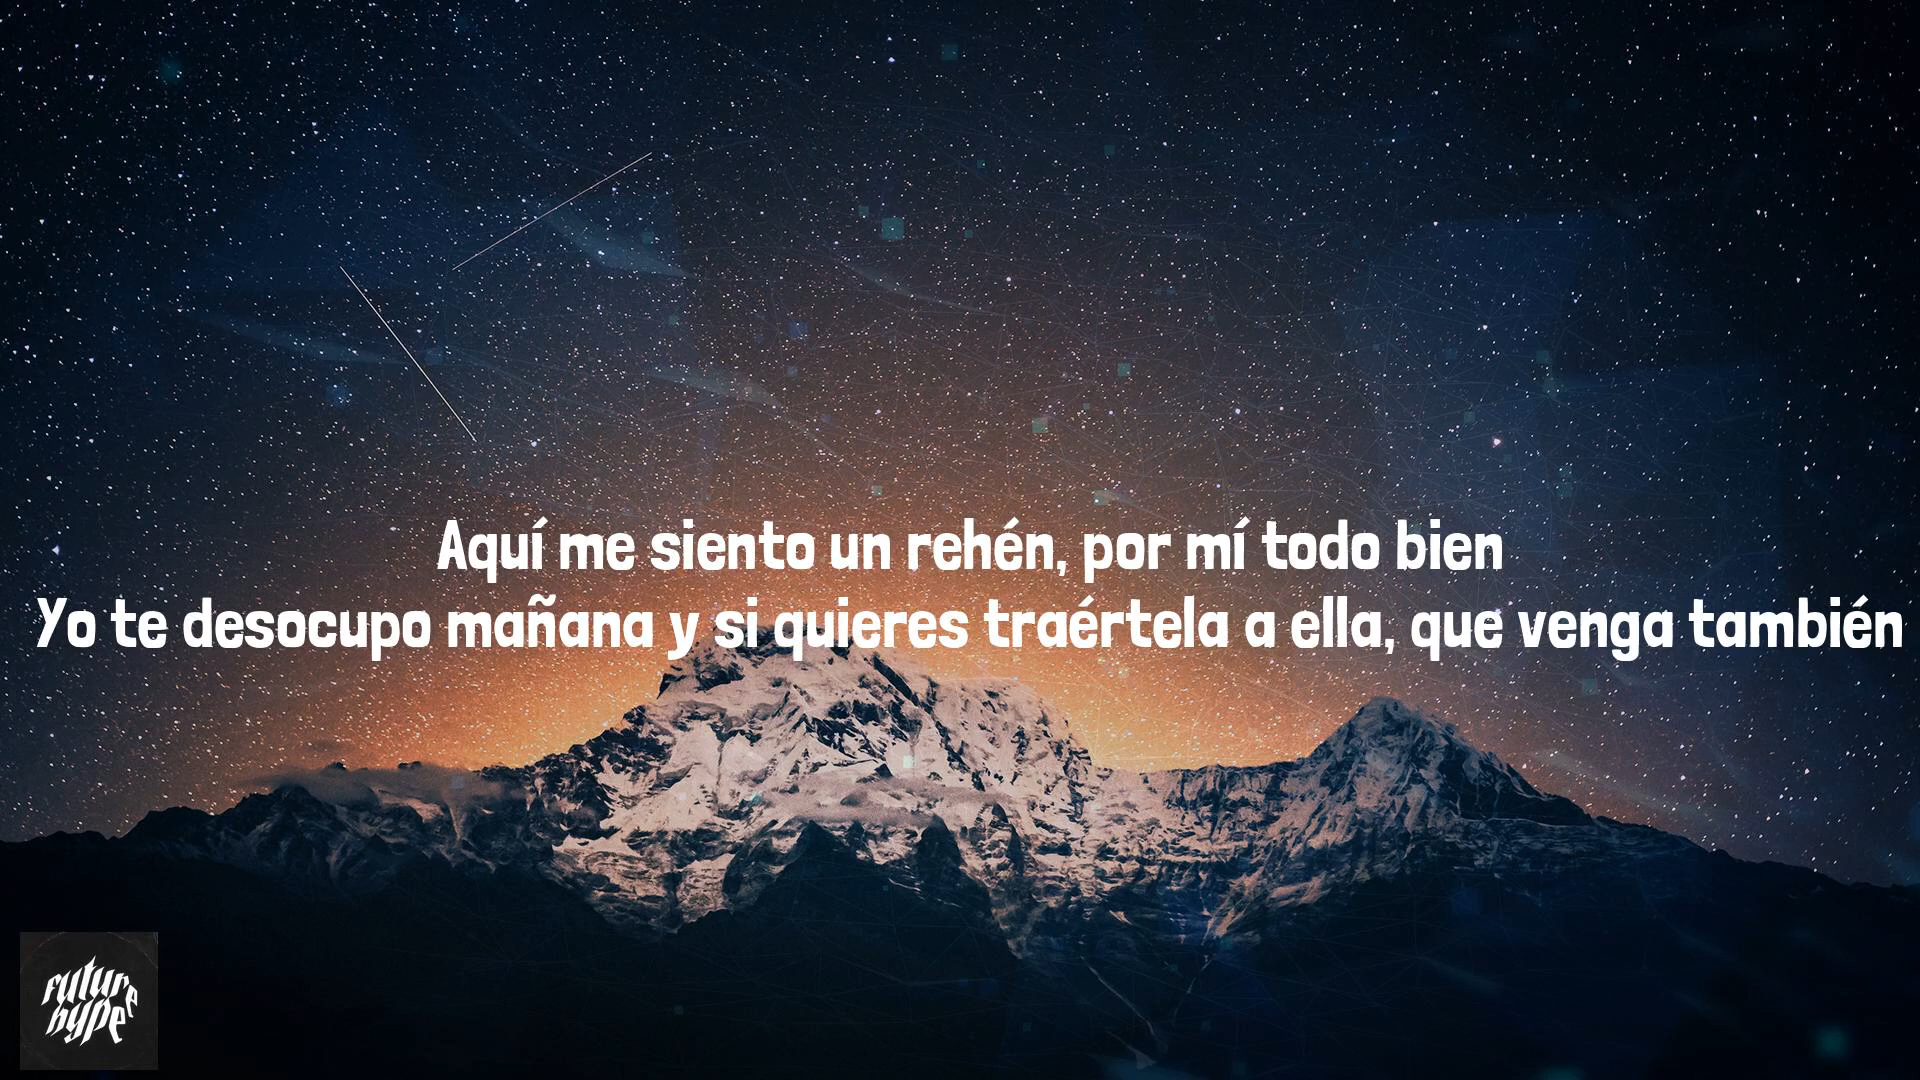 Aquí me siento un rehén, por mí todo bien
Yo te desocupo mañana y si quieres traértela a ella, que venga también
future
hype